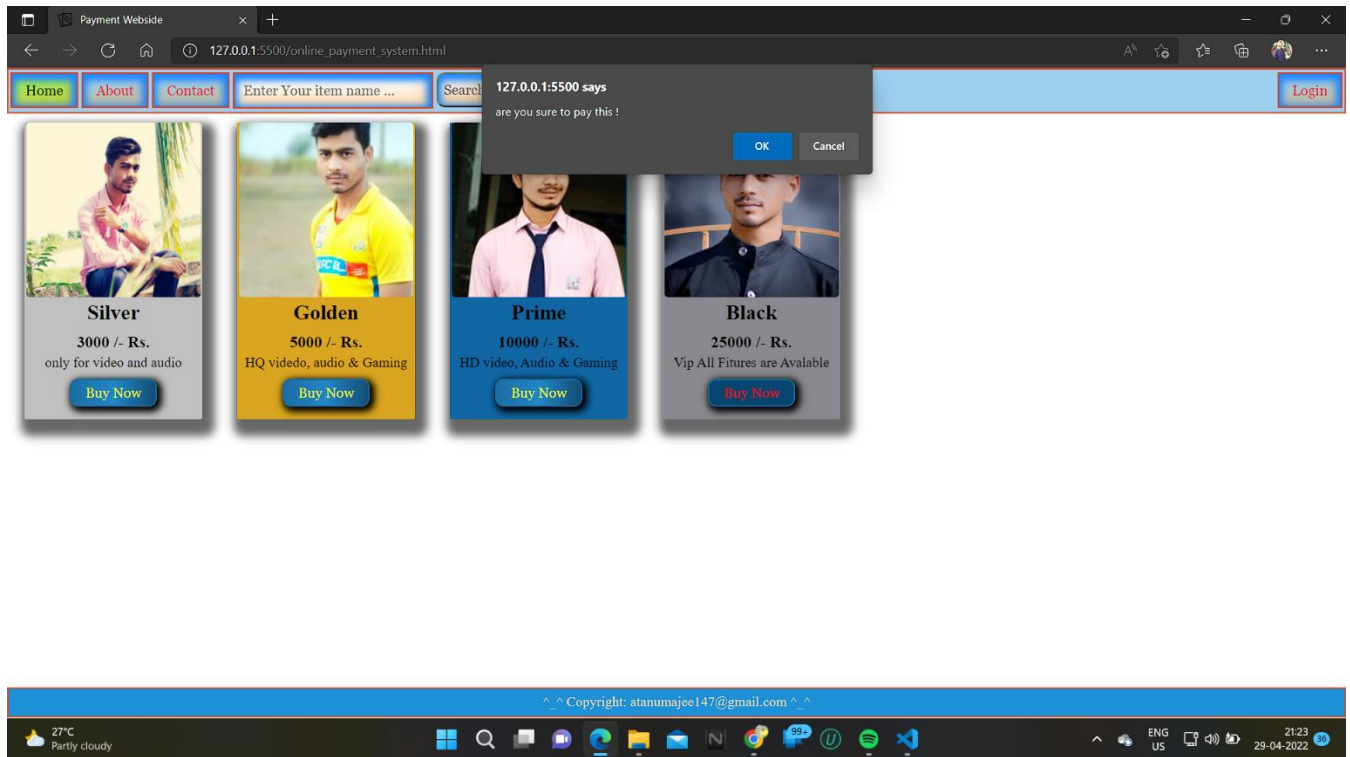 Payment Webside
127.0.0.1:5500/online_payment_system.html
Home
About
Contact
Enter Your item name ...
Search
Login
127.0.0.1:5500 says
are you sure to pay this !
OK
Cancel
Silver
3000 /- Rs.
only for video and audio
Buy Now
Golden
5000 /- Rs.
HQ videdo, audio & Gaming
Buy Now
Prime
10000 /- Rs.
HD video, Audio & Gaming
Buy Now
Black
25000 /- Rs.
Vip All Fitures are Avalable
Buy Now
^_^ Copyright: atanumajee147@gmail.com ^_^
27°C
Partly cloudy
99+
ENG
US
21:23
29-04-2022
36